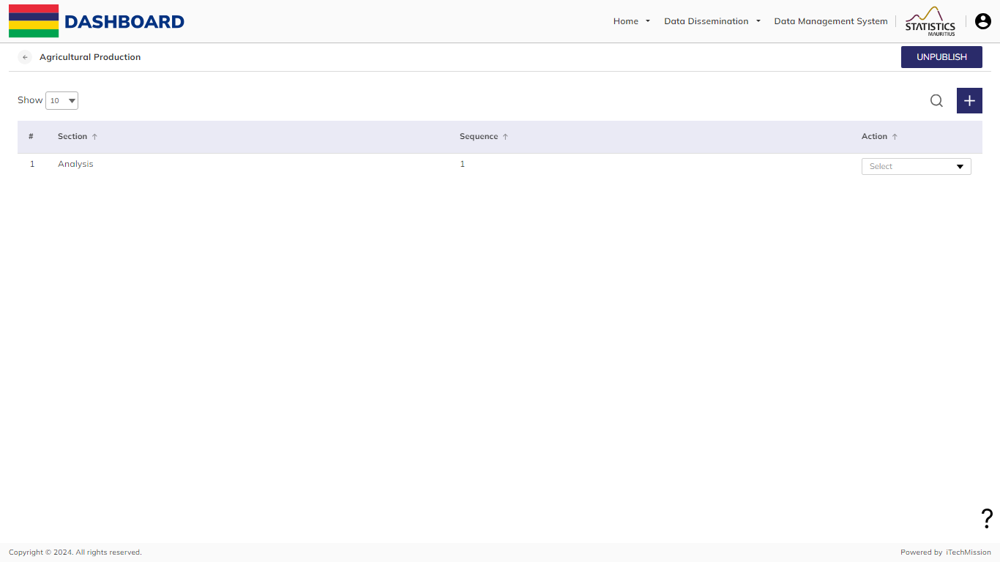 DASHBOARD
Home Data Dissemination Data Management System
STATISTICS
MAURITIUS
Agricultural Production
UNPUBLISH
Show 10
# Section Sequence Action
1 Analysis 1 Select
?
Copyright © 2024. All rights reserved. Powered by iTechMission